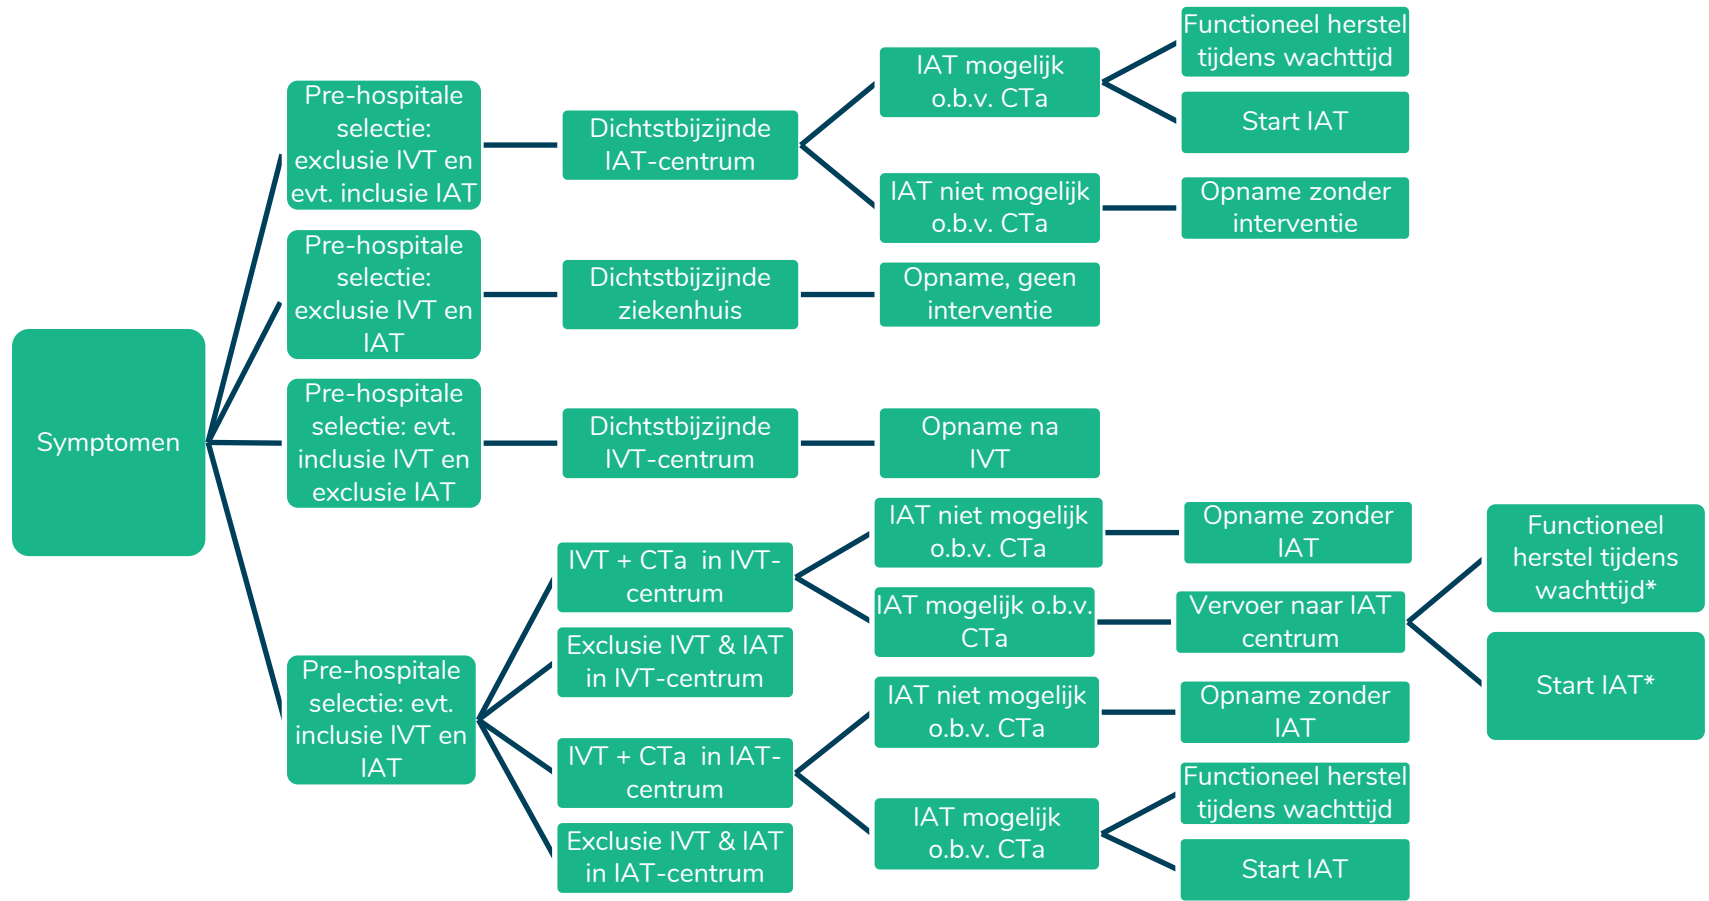 Symptomen
Pre-hospitale
selectie:
exclusie IVT en
evt. inclusie IAT
Dichtstbijzijnde
IAT-centrum
IAT mogelijk
o.b.v. CTa
Functioneel herstel
tijdens wachttijd
Start IAT
IAT niet mogelijk
o.b.v. CTa
Opname zonder
interventie
Pre-hospitale
selectie:
exclusie IVT en
IAT
Dichtstbijzijnde
ziekenhuis
Opname, geen
interventie
Pre-hospitale
selectie: evt.
inclusie IVT en
exclusie IAT
Dichtstbijzijnde
IVT-centrum
Opname na
IVT
Pre-hospitale
selectie: evt.
inclusie IVT en
IAT
IVT + CTa  in IVT-
centrum
IAT niet mogelijk
o.b.v. CTa
Opname zonder
IAT
IAT mogelijk o.b.v.
CTa
Vervoer naar IAT
centrum
Functioneel
herstel tijdens
wachttijd*
Start IAT*
Exclusie IVT & IAT
in IVT-centrum
IVT + CTa  in IAT-
centrum
IAT niet mogelijk
o.b.v. CTa
Opname zonder
IAT
IAT mogelijk
o.b.v. CTa
Functioneel herstel
tijdens wachttijd
Start IAT
Exclusie IVT & IAT
in IAT-centrum